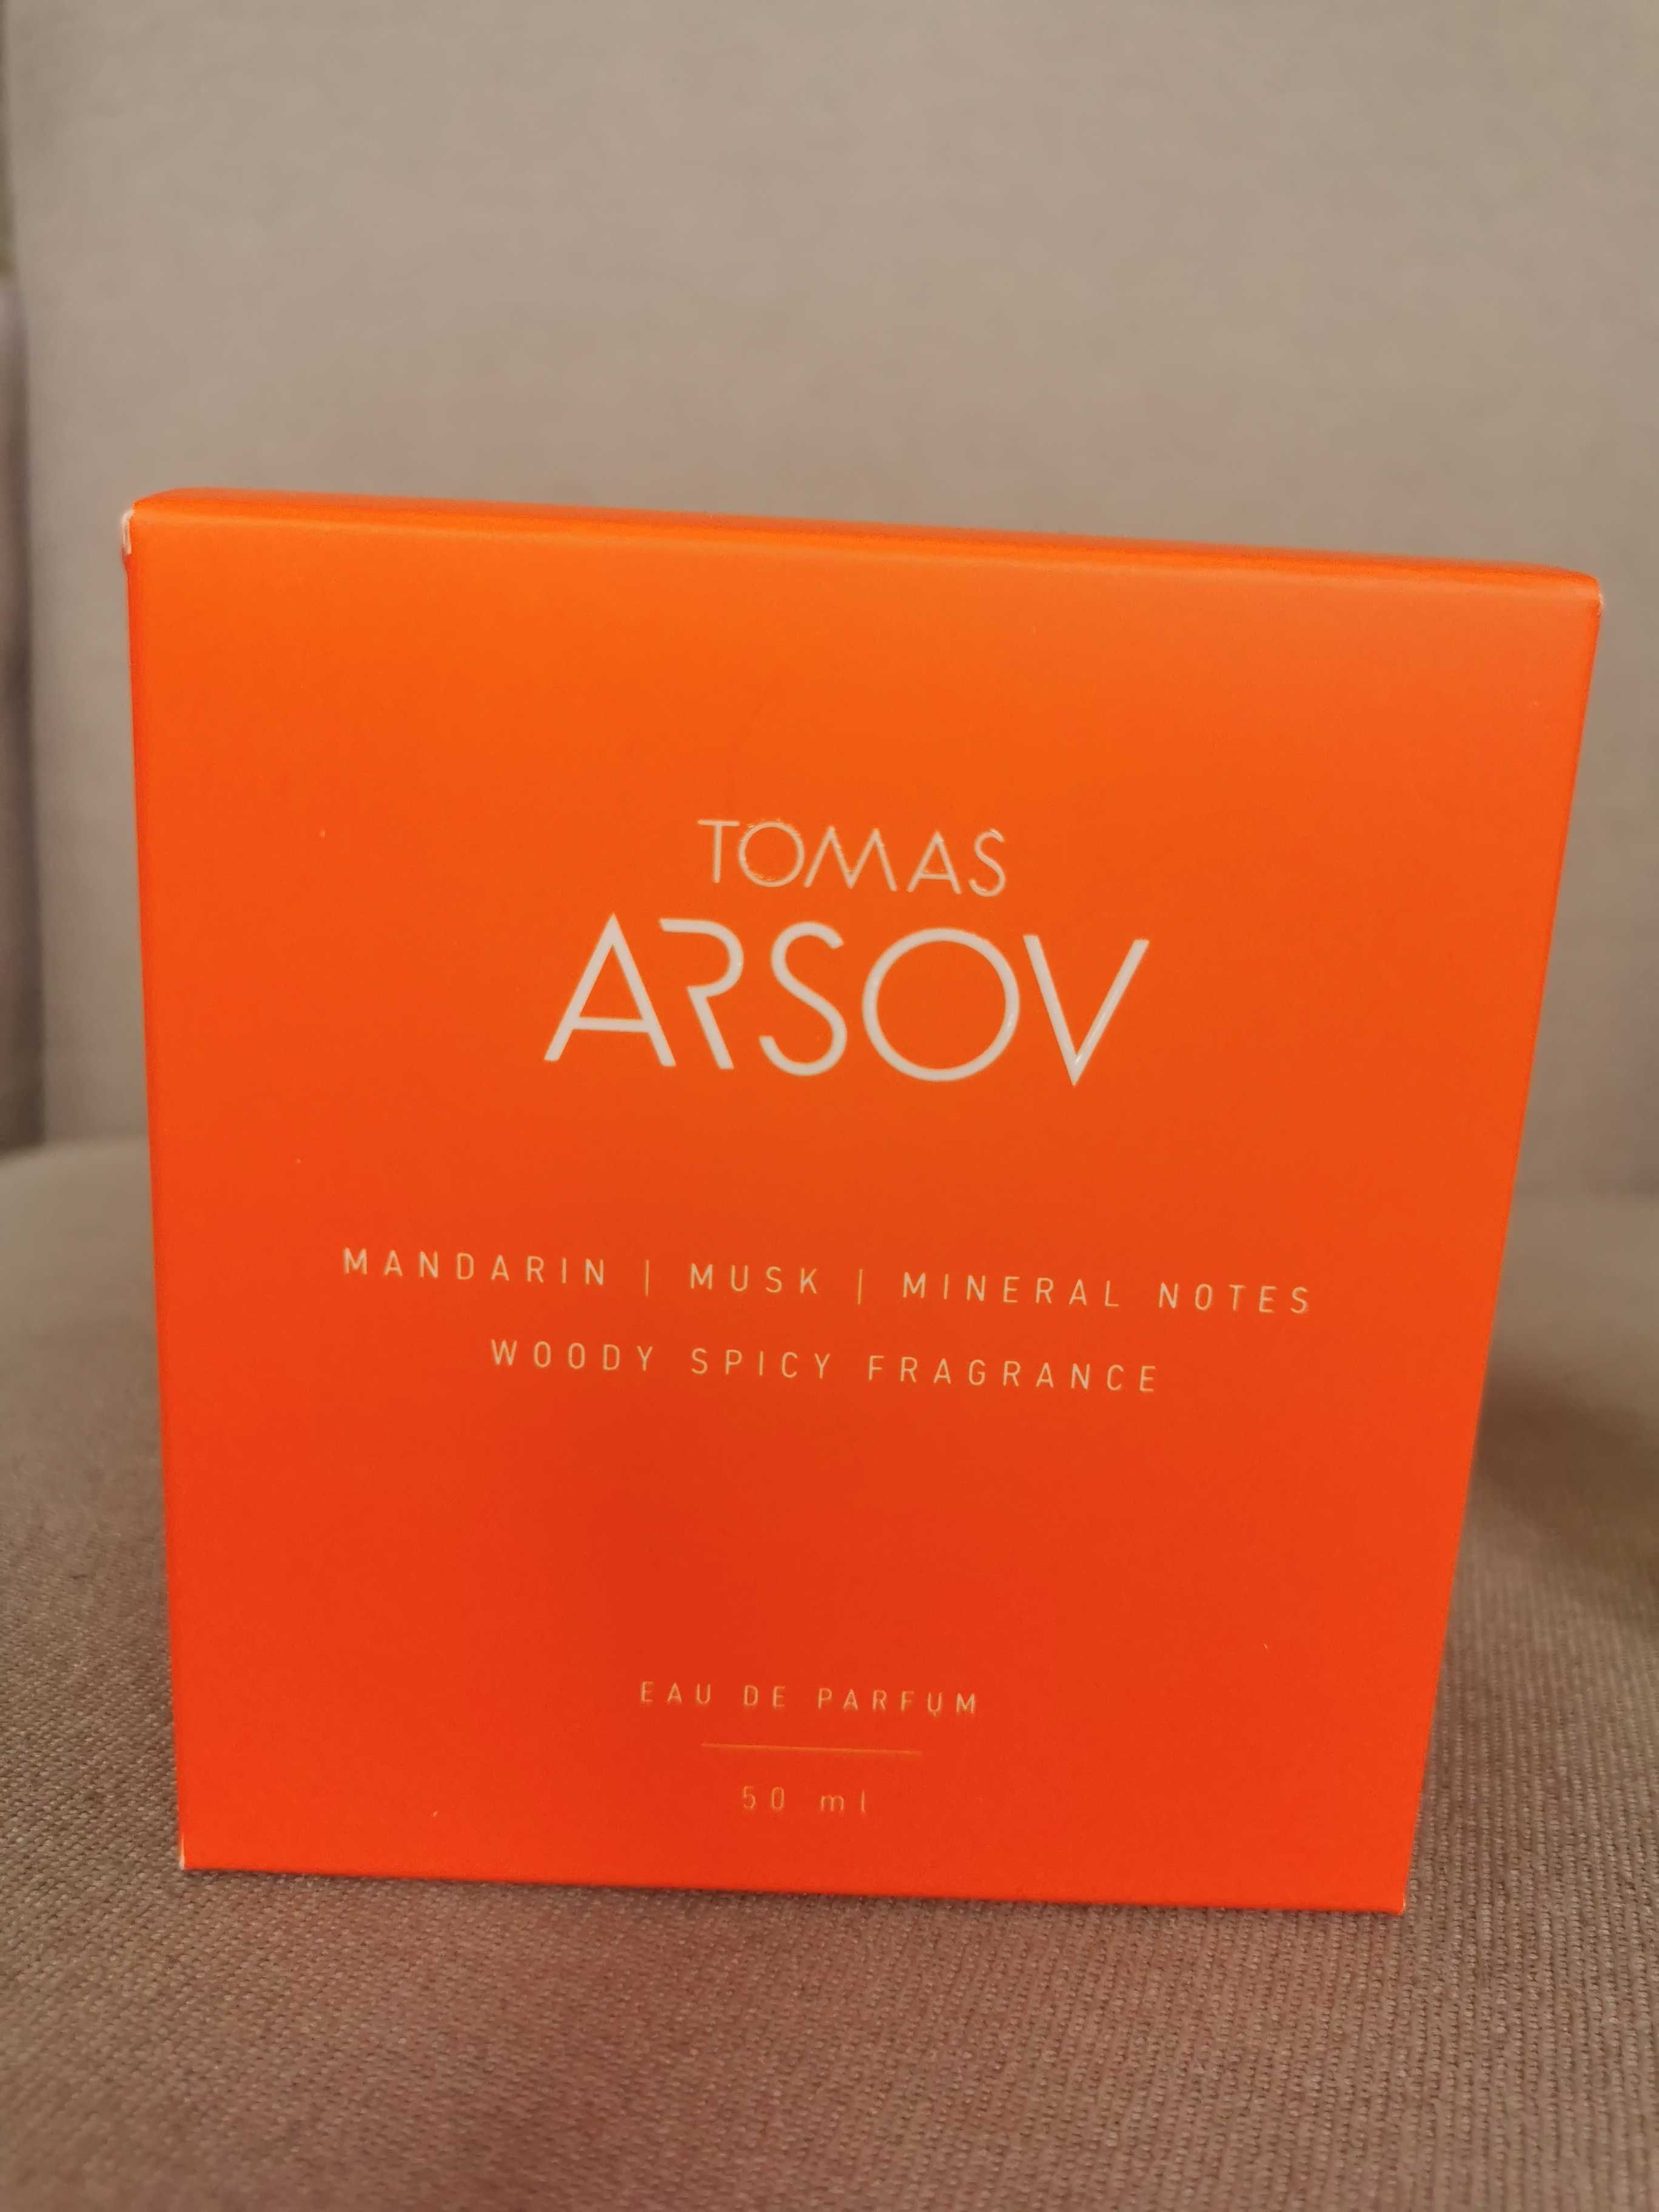 TOMAS
ARSOV
MANDARIN | MUSK | MINERAL NOTES
WOODY SPICY FRAGRANCE
EAU DE PARFUM
50 ml